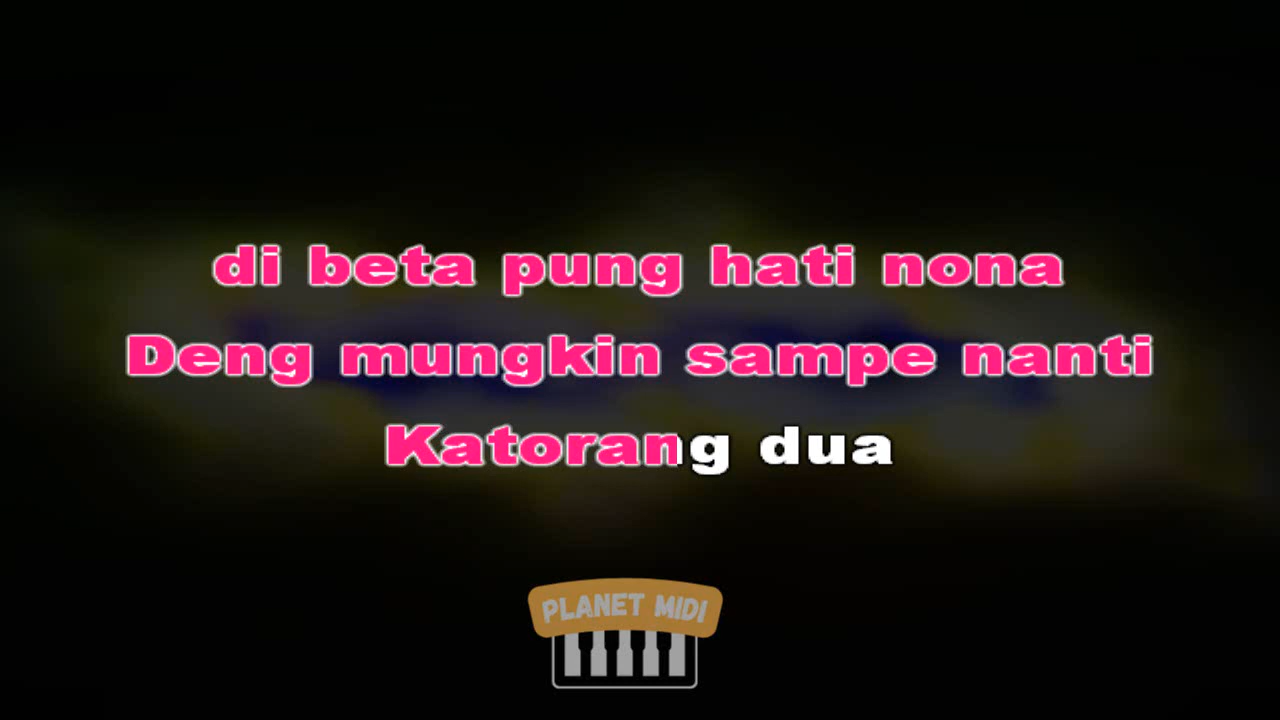 di beta pung hati nona
Deng mungkin sampe nanti
Katorang dua
PLANET MIDI